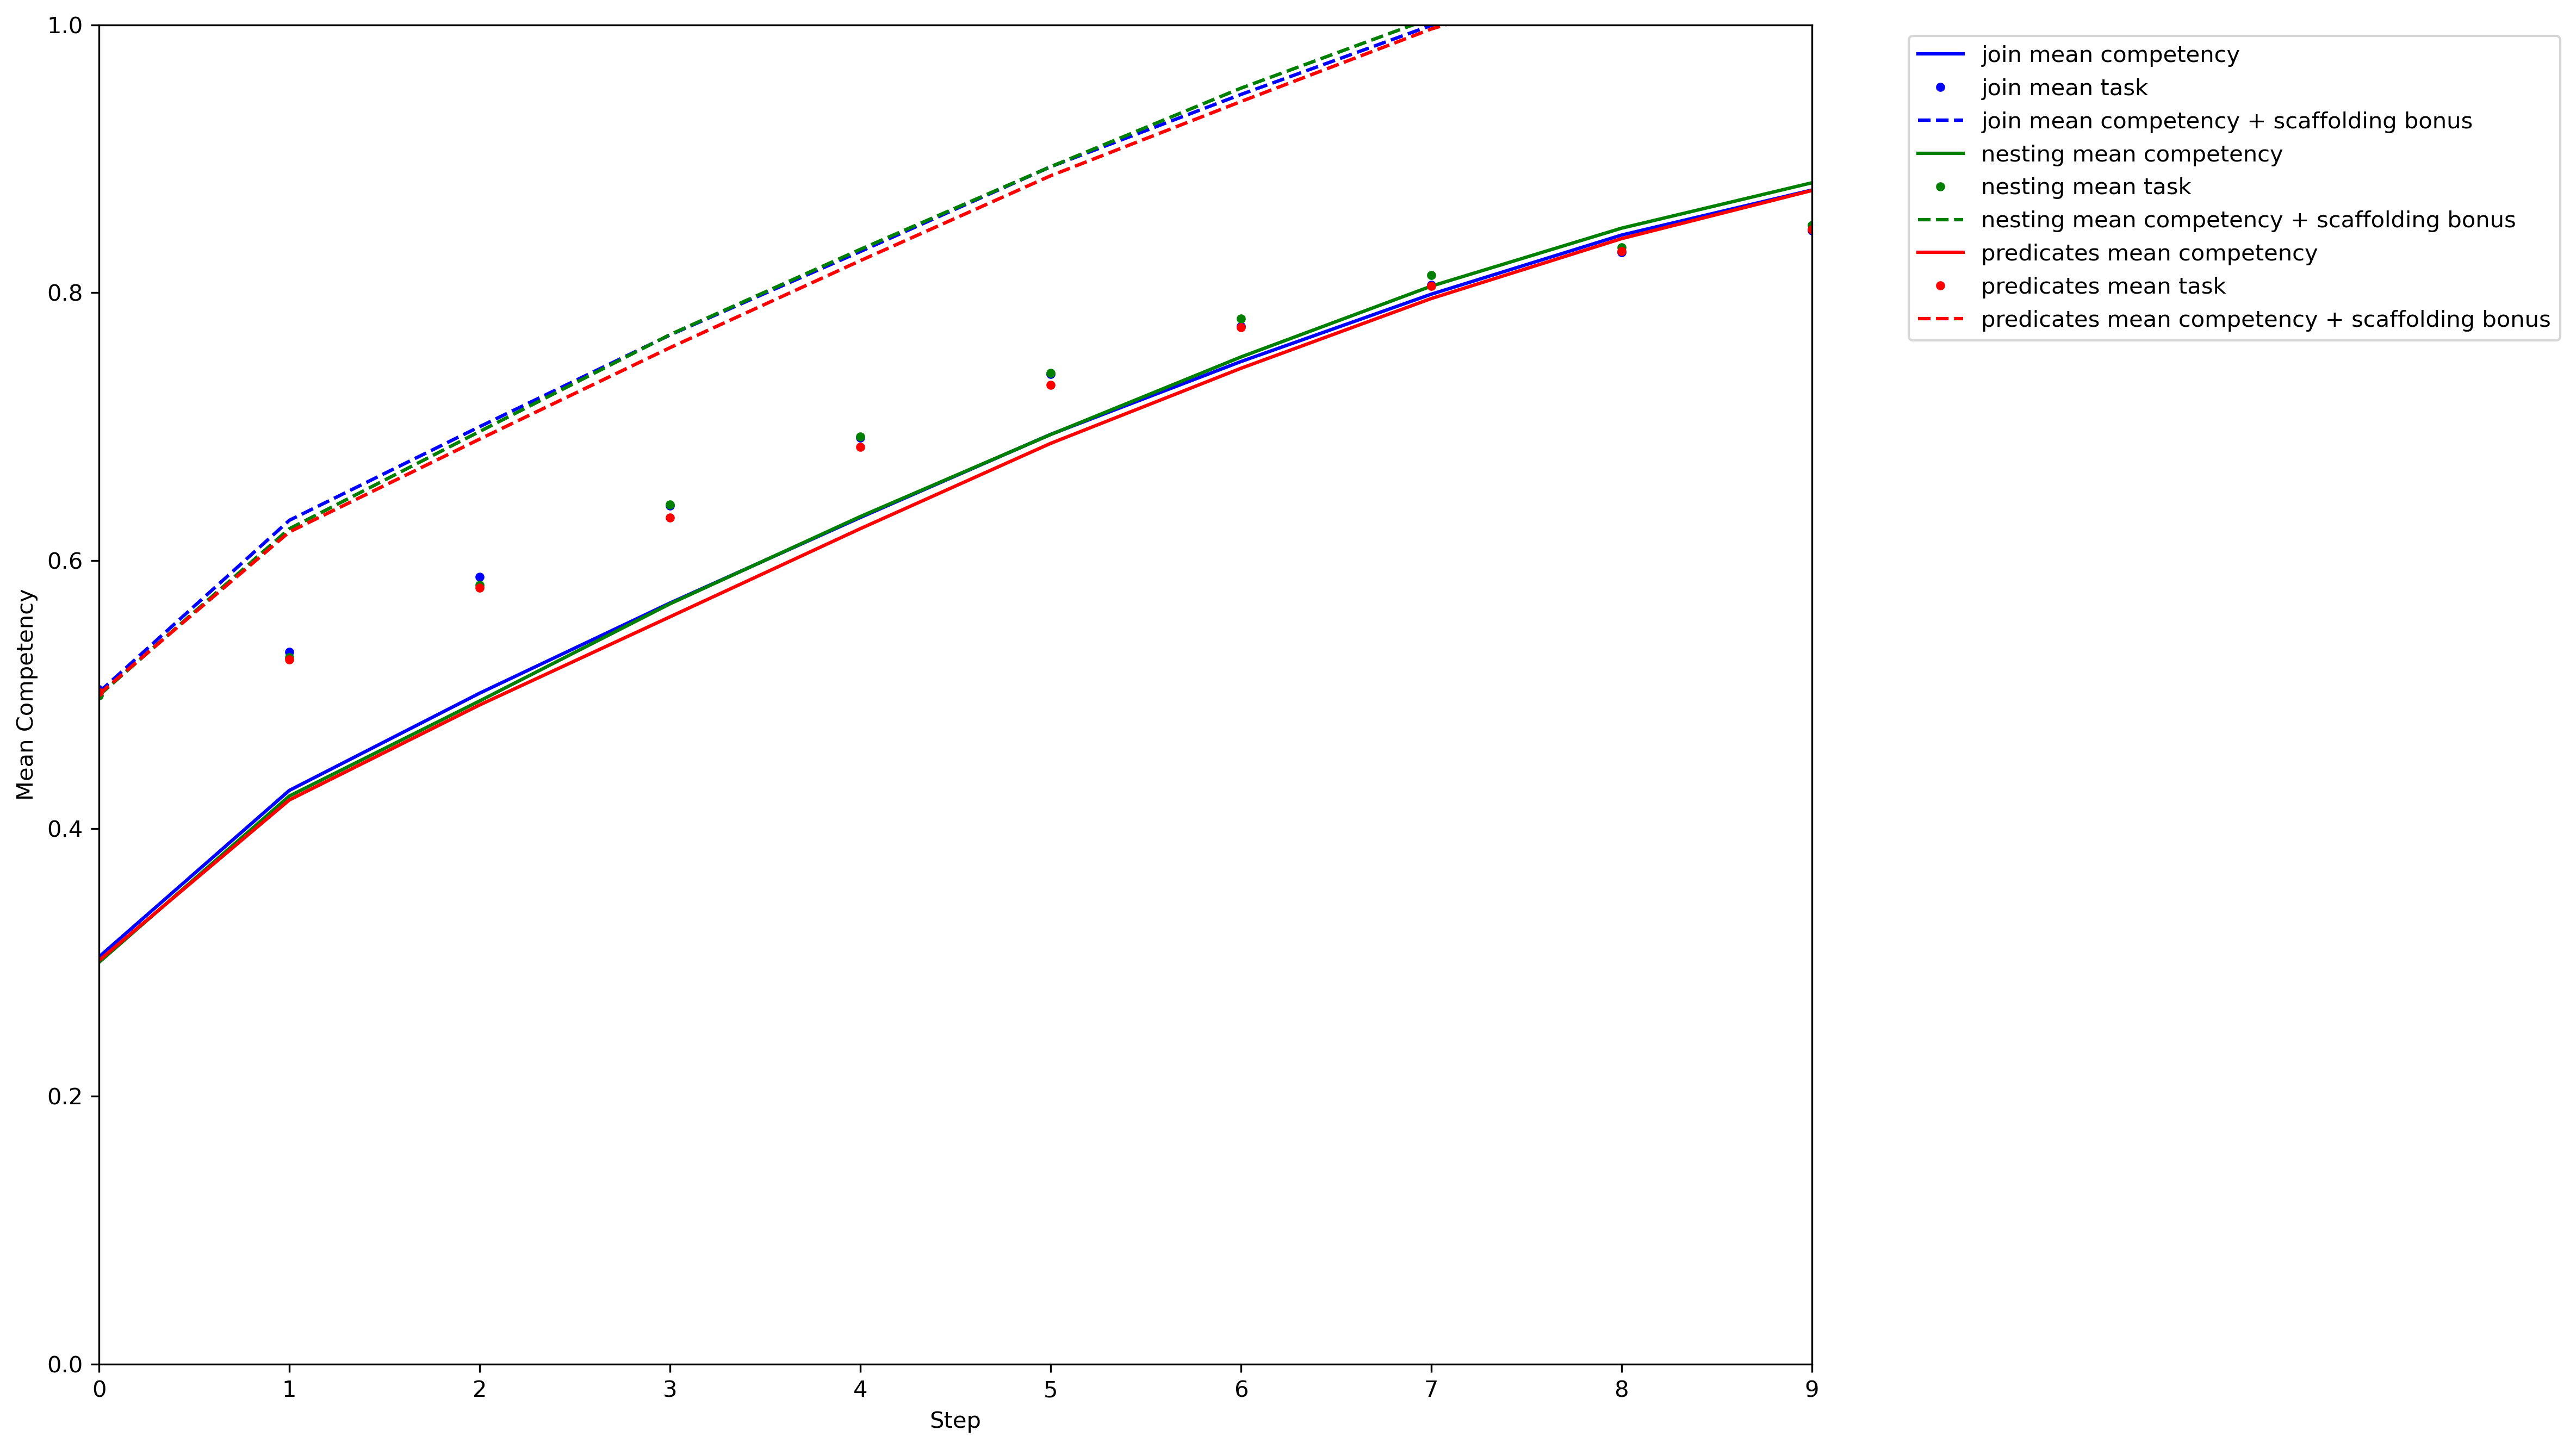 1.0
0.8
0.6
0.4
0.2
0.0
Mean Competency
0 1 2 3 4 5 6 7 8 9
Step
join mean competency
join mean task
join mean competency + scaffolding bonus
nesting mean competency
nesting mean task
nesting mean competency + scaffolding bonus
predicates mean competency
predicates mean task
predicates mean competency + scaffolding bonus